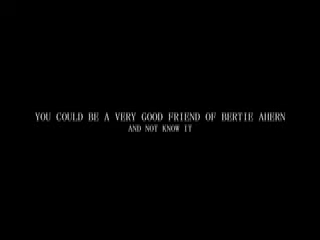 YOU COULD BE A VERY GOOD FRIEND OF BERTIE AHERN
AND NOT KNOW IT